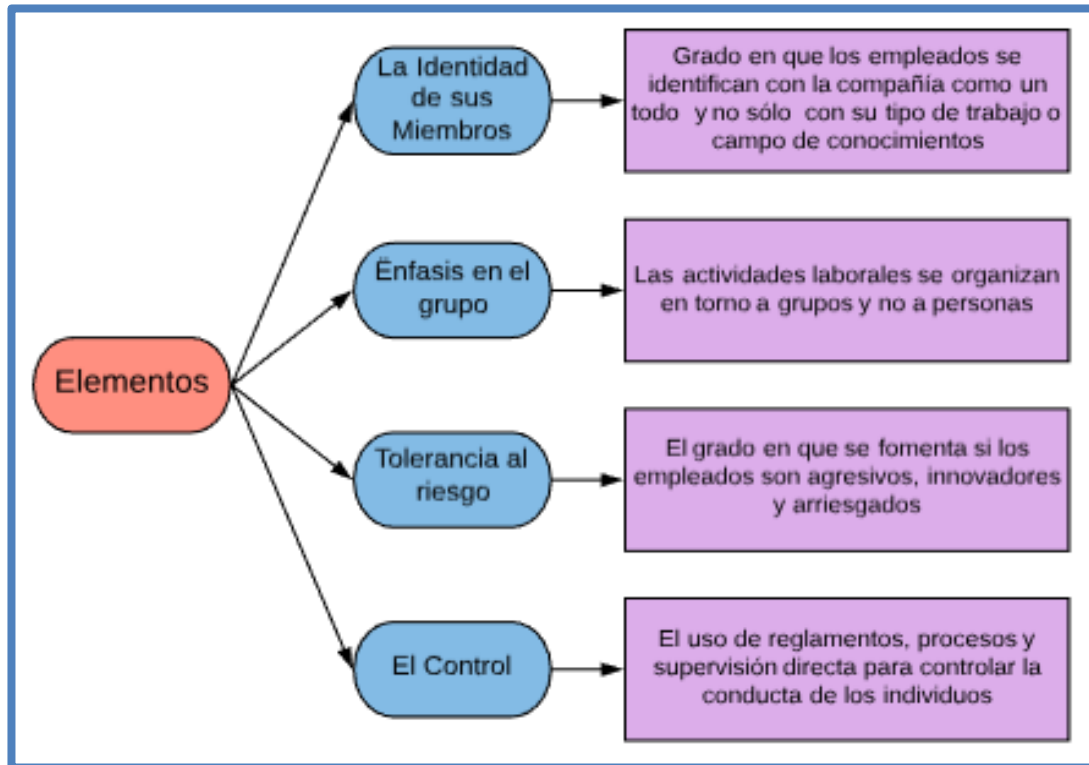 La Identidad
de sus
Miembros
Grado en que los empleados se
identifican con la compañía como un
todo y no sólo con su tipo de trabajo o
campo de conocimientos
Ënfasis en el
grupo
Las actividades laborales se organizan
en torno a grupos y no a personas
Elementos
Tolerancia al
riesgo
El grado en que se fomenta si los
empleados son agresivos, innovadores
y arriesgados
El Control
El uso de reglamentos, procesos y
supervisión directa para controlar la
conducta de los individuos